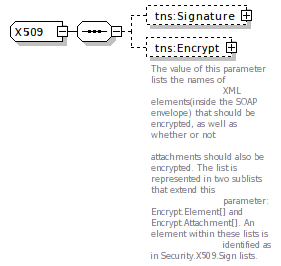 X509
tns:Signature
tns:Encrypt
The value of this parameter
lists the names of
XML
elements(inside the SOAP
envelope) that should be
encrypted, as well as
whether or not
attachments should also be
encrypted. The list is
represented in two sublists
that extend this
parameter:
Encrypt.Element[] and
Encrypt.Attachment[]. An
element within these lists is
identified as
in Security.X509.Sign lists.